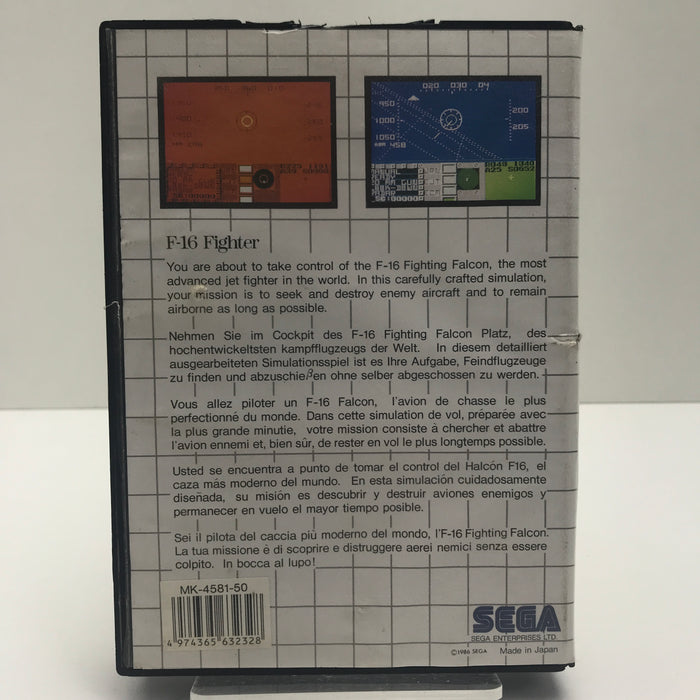 020 030 04
950
1000
1050
458
200
205
F-16 Fighter
You are about to take control of the F-16 Fighting Falcon, the most
advanced jet fighter in the world. In this carefully crafted simulation,
your mission is to seek and destroy enemy aircraft and to remain
airborne as long as possible.
Nehmen Sie im Cockpit des F-16 Fighting Falcon Platz, des
hochentwickeltsten kampfflugzeugs der Welt. In diesem detailliert
ausgearbeiteten Simulationsspiel ist es Ihre Aufgabe, Feindflugzeuge
zu finden und abzuschießen ohne selber abgeschossen zu werden.
Vous allez piloter un F-16 Falcon, l'avion de chasse le plus
perfectionné du monde. Dans cette simulation de vol, préparée avec
la plus grande minutie, votre mission consiste à chercher et abattre
l'avion ennemi et, bien sûr, de rester en vol le plus longtemps possible.
Usted se encuentra a punto de tomar el control del Halcón F16, el
caza más moderno del mundo. En esta simulación cuidadosamente
diseñada, su misión es descubrir y destruir aviones enemigos y
permanecer en vuelo el mayor tiempo posible.
Sei il pilota del caccia più moderno del mondo, l'F-16 Fighting Falcon.
La tua missione è di scoprire e distruggere aerei nemici senza essere
colpito. In bocca al lupo!
MK-4581-50
4 974365 632328
SEGA
SEGA ENTERPRISES LTD.
©1986 SEGA Made in Japan